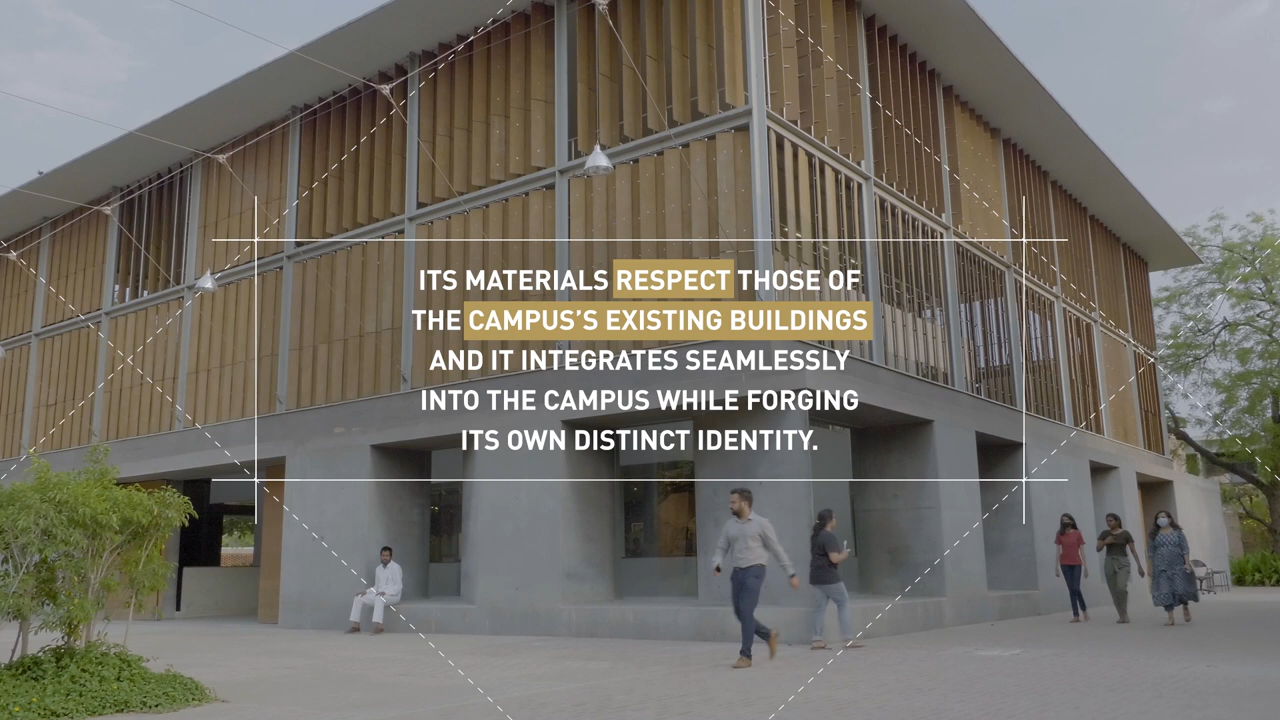 ITS MATERIALS RESPECT THOSE OF
THE CAMPUS’S EXISTING BUILDINGS
AND IT INTEGRATES SEAMLESSLY
INTO THE CAMPUS WHILE FORGING
ITS OWN DISTINCT IDENTITY.